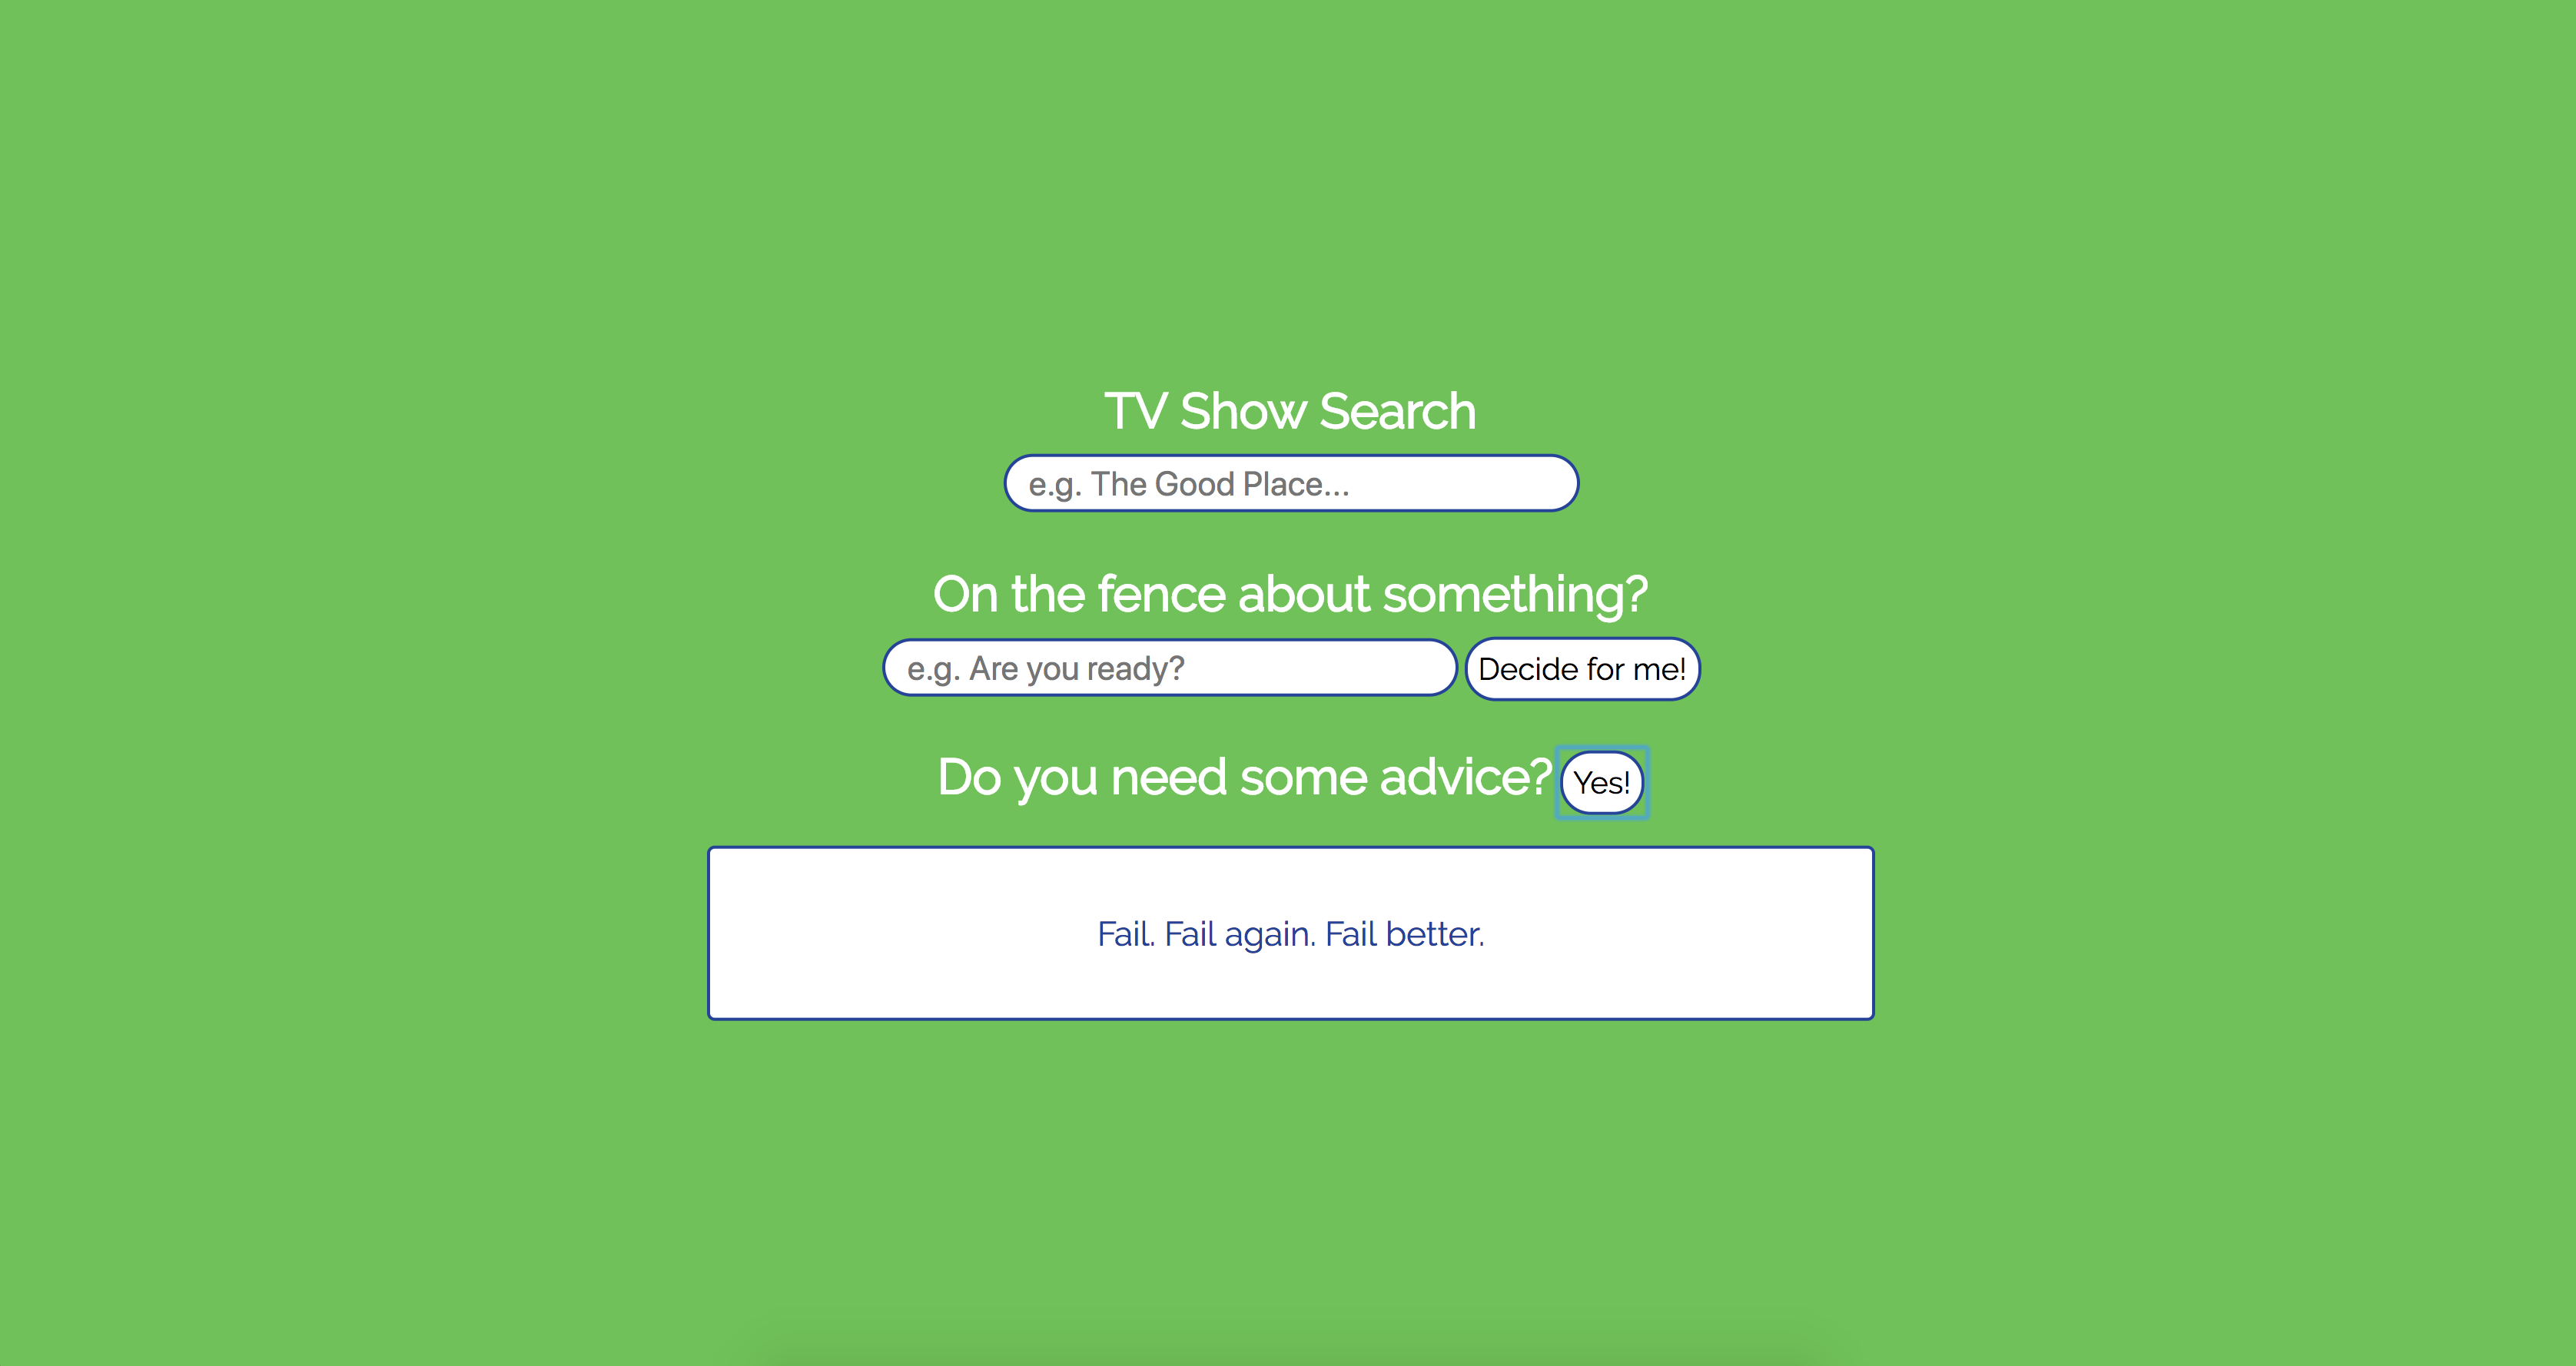 TV Show Search
e.g. The Good Place...
On the fence about something?
e.g. Are you ready? Decide for me!
Do you need some advice? Yes!
Fail. Fail again. Fail better.